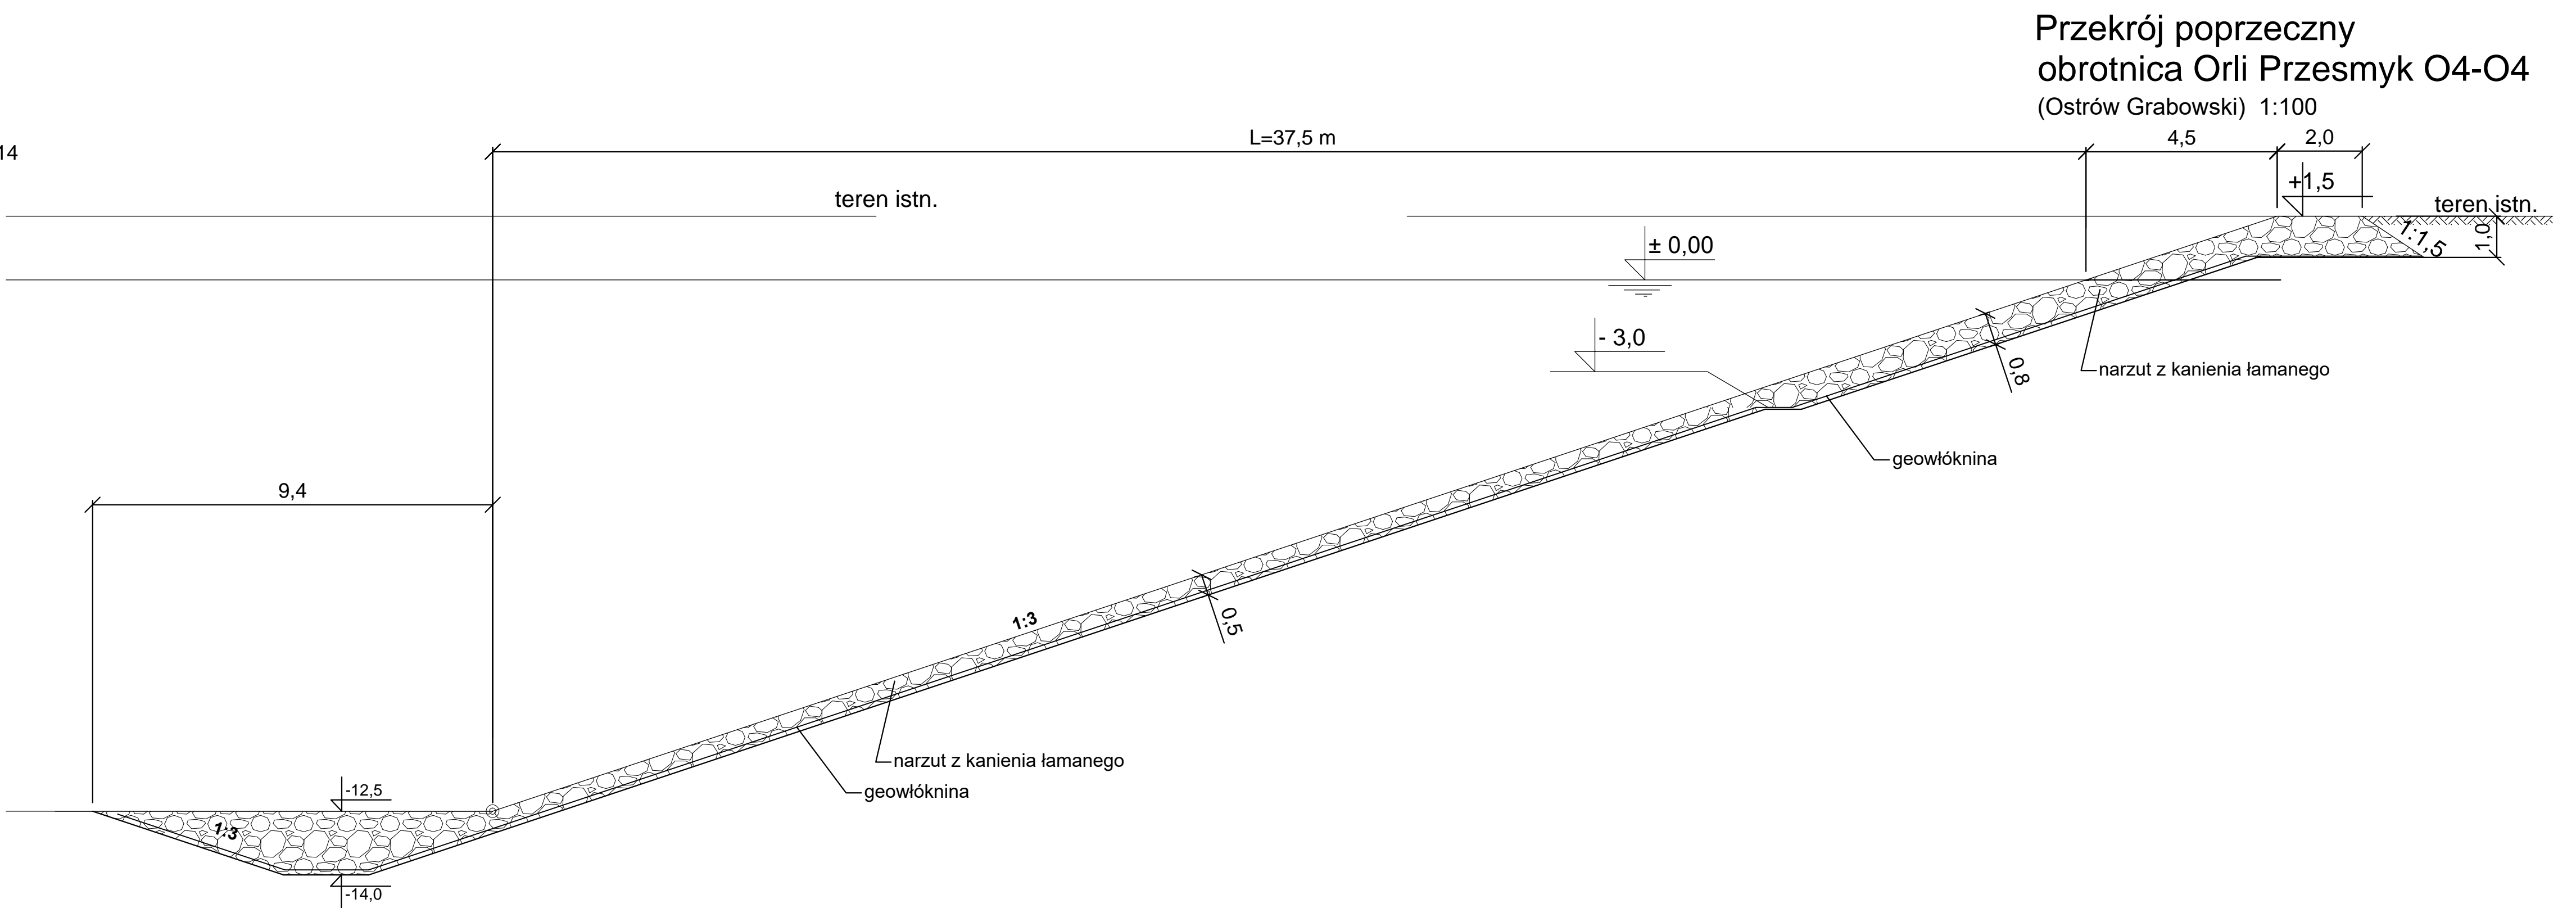 Przekrój poprzeczny
obrotnica Orli Przesmyk O4-O4
(Ostrów Grabowski) 1:100
14
L=37,5 m
4,5
2,0
+1,5
teren istn.
teren istn.
1:1,5
1,0
± 0,00
- 3,0
0,8
narzut z kanienia łamanego
geowłóknina
9,4
0,5
1:3
narzut z kanienia łamanego
geowłóknina
-12,5
1:3
-14,0